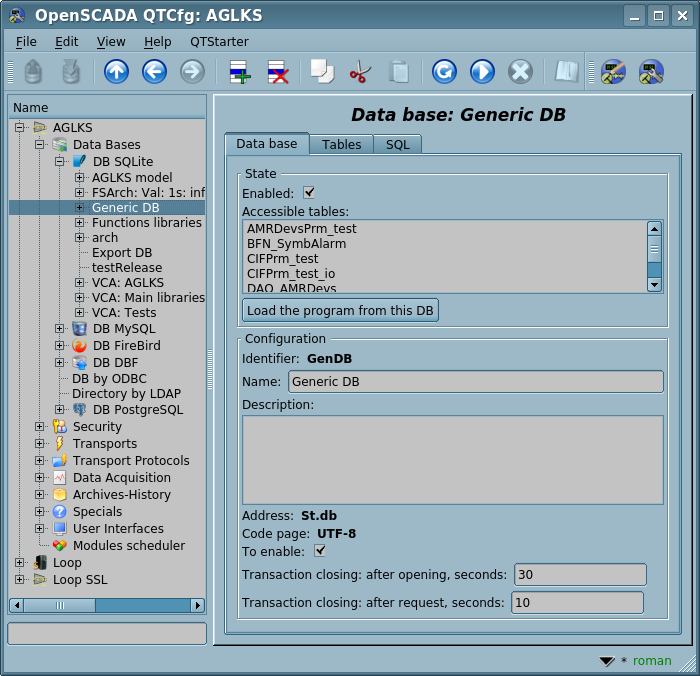 OpenSCADA QTCfg: AGLKS
File Edit View Help QTStarter
Name
AGLKS
Data Bases
DB SQLite
AGLKS model
FSArch: Val: 1s: inf
Generic DB
Functions libraries
arch
Export DB
testRelease
VCA: AGLKS
VCA: Main libraries
VCA: Tests
DB MySQL
DB FireBird
DB DBF
DB by ODBC
Directory by LDAP
DB PostgreSQL
Security
Transports
Transport Protocols
Data Acquisition
Archives-History
Specials
User Interfaces
Modules scheduler
Loop
Loop SSL
Data base: Generic DB
Data base Tables SQL
State
Enabled:
Accessible tables:
AMRDevsPrm_test
BFN_SymbAlarm
CIFPrm_test
CIFPrm_test_io
DAQ_AMRDevs
Load the program from this DB
Configuration
Identifier: GenDB
Name: Generic DB
Description:
Address: St.db
Code page: UTF-8
To enable:
Transaction closing: after opening, seconds: 30
Transaction closing: after request, seconds: 10
* roman